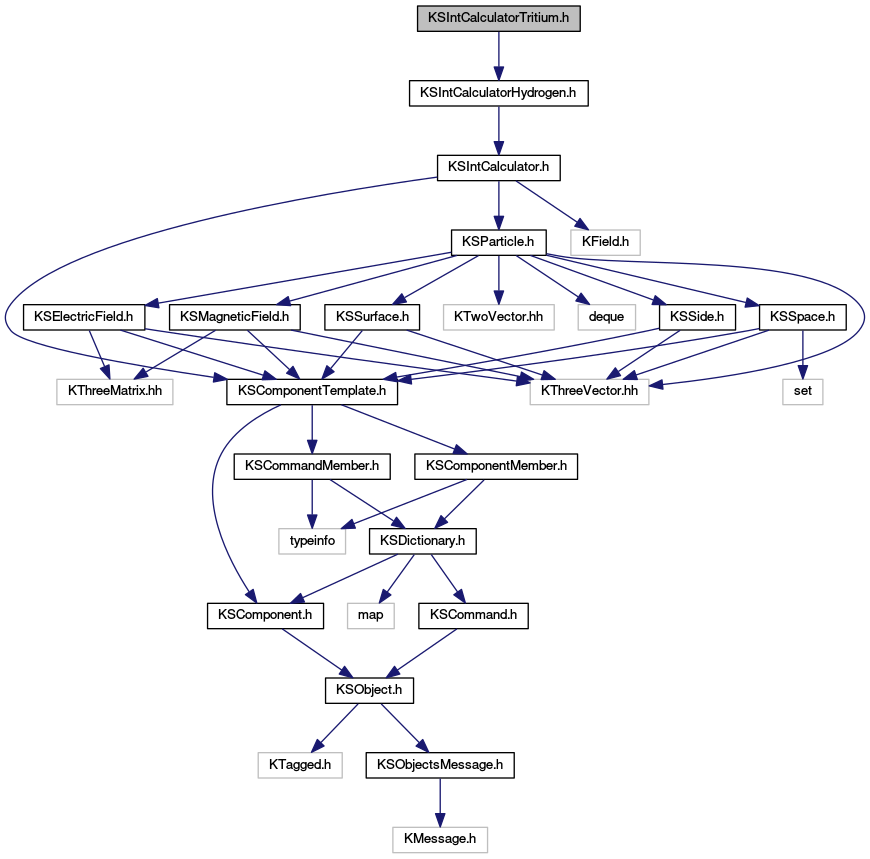 KSIntCalculatorTritium.h
KSIntCalculatorHydrogen.h
KSIntCalculator.h
KSParticle.h
KField.h
KSElectricField.h
KSMagneticField.h
KSSurface.h
KTwoVector.hh
deque
KSSide.h
KSSpace.h
KThreeMatrix.hh
KSComponentTemplate.h
KThreeVector.hh
set
KSCommandMember.h
KSComponentMember.h
typeinfo
KSDictionary.h
KSComponent.h
map
KSCommand.h
KSObject.h
KTagged.h
KSObjectsMessage.h
KMessage.h